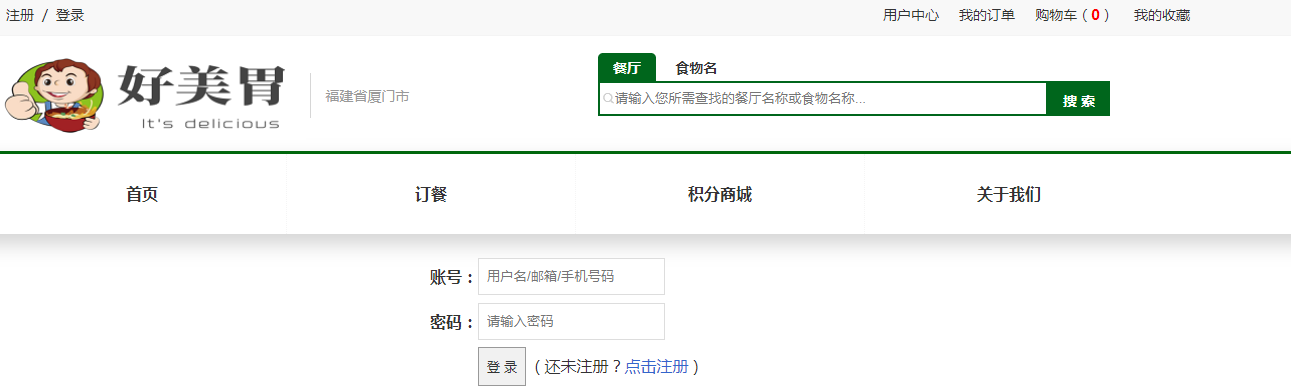 注册 / 登录 用户中心 我的订单 购物车(0) 我的收藏
好美胃
It's delicious
福建省厦门市
餐厅 食物名
请输入您所需查找的餐厅名称或食物名称... 搜 索
首页 订餐 积分商城 关于我们
账号：用户名/邮箱/手机号码
密码：请输入密码
登 录 （还未注册？点击注册）